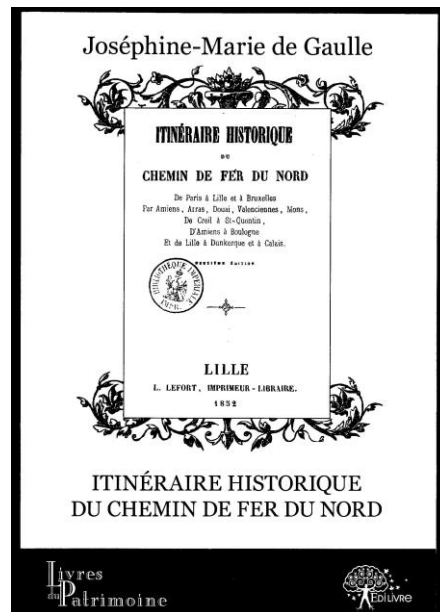 Joséphine-Marie de Gaulle
ITINÉRAIRE HISTORIQUE
DU
CHEMIN DE FER DU NORD
De Paris à Lille et à Bruxelles
Par Amiens, Arras, Douai, Valenciennes, Mons,
De Creil à St-Quentin,
D'Amiens à Boulogne
Et de Lille à Dunkerque et à Calais.
DEUXIÈME ÉDITION
BIBLIOTHÈQUE IMPÉRIALE
LILLE
L. LEFORT, IMPRIMEUR-LIBRAIRE.
1852
ITINÉRAIRE HISTORIQUE
DU CHEMIN DE FER DU NORD
Livres
du Patrimoine
EDILIVRE